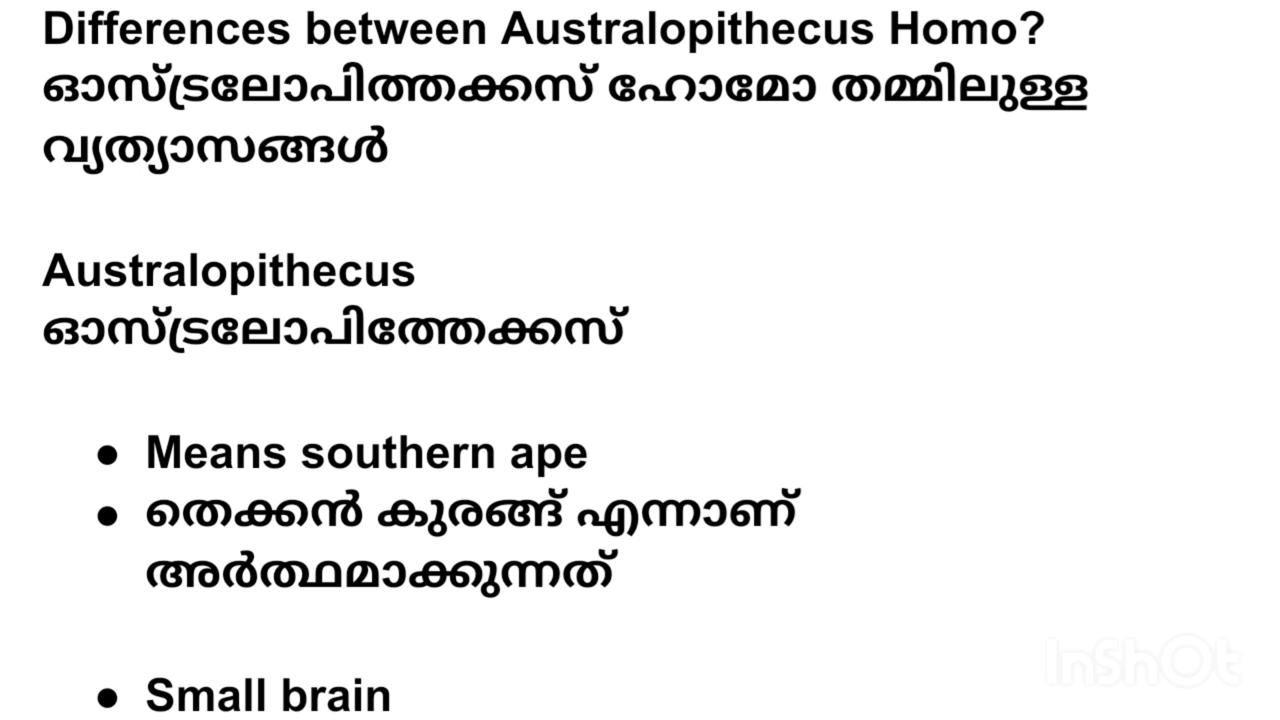 Differences between Australopithecus Homo?
ഓസ്ട്രലോപിത്തക്കസ് ഹോമോ തമ്മിലുള്ള
വ്യത്യാസങ്ങൾ
Australopithecus
ഓസ്ട്രലോപിത്തേക്കസ്
● Means southern ape
● തെക്കൻ കുരങ്ങ് എന്നാണ്
അർത്ഥമാക്കുന്നത്
● Small brain
InShOt